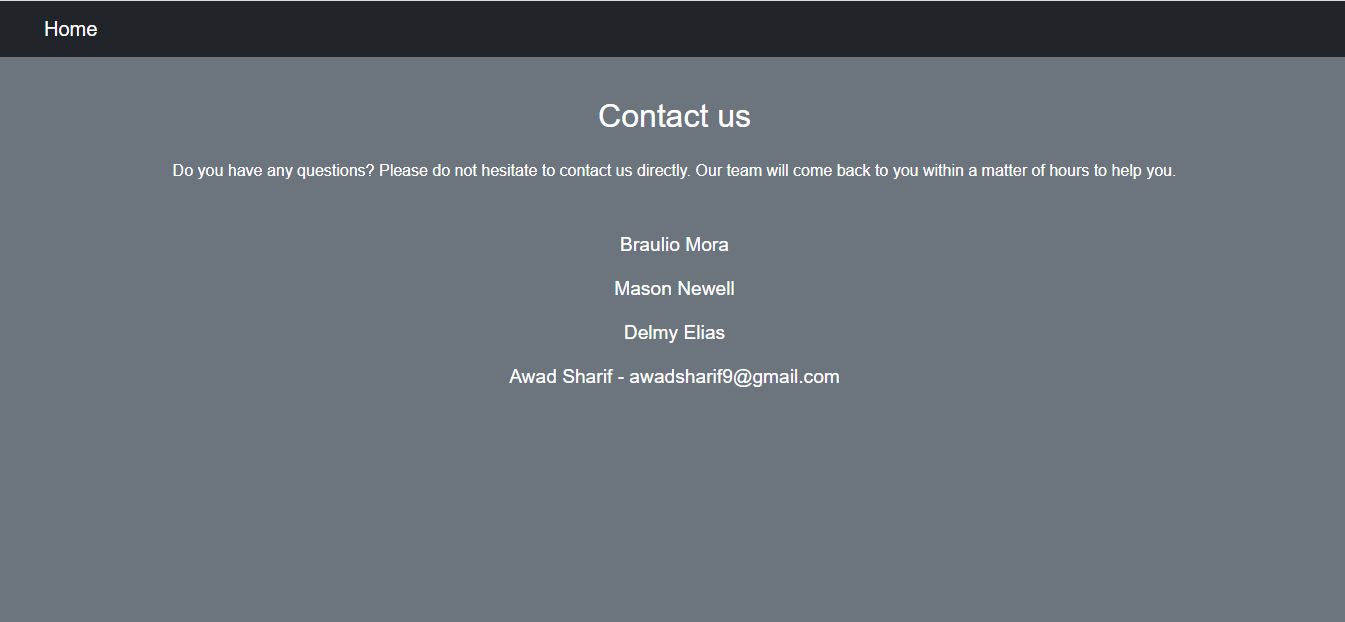 Home
Contact us
Do you have any questions? Please do not hesitate to contact us directly. Our team will come back to you within a matter of hours to help you.
Braulio Mora
Mason Newell
Delmy Elias
Awad Sharif - awadsharif9@gmail.com